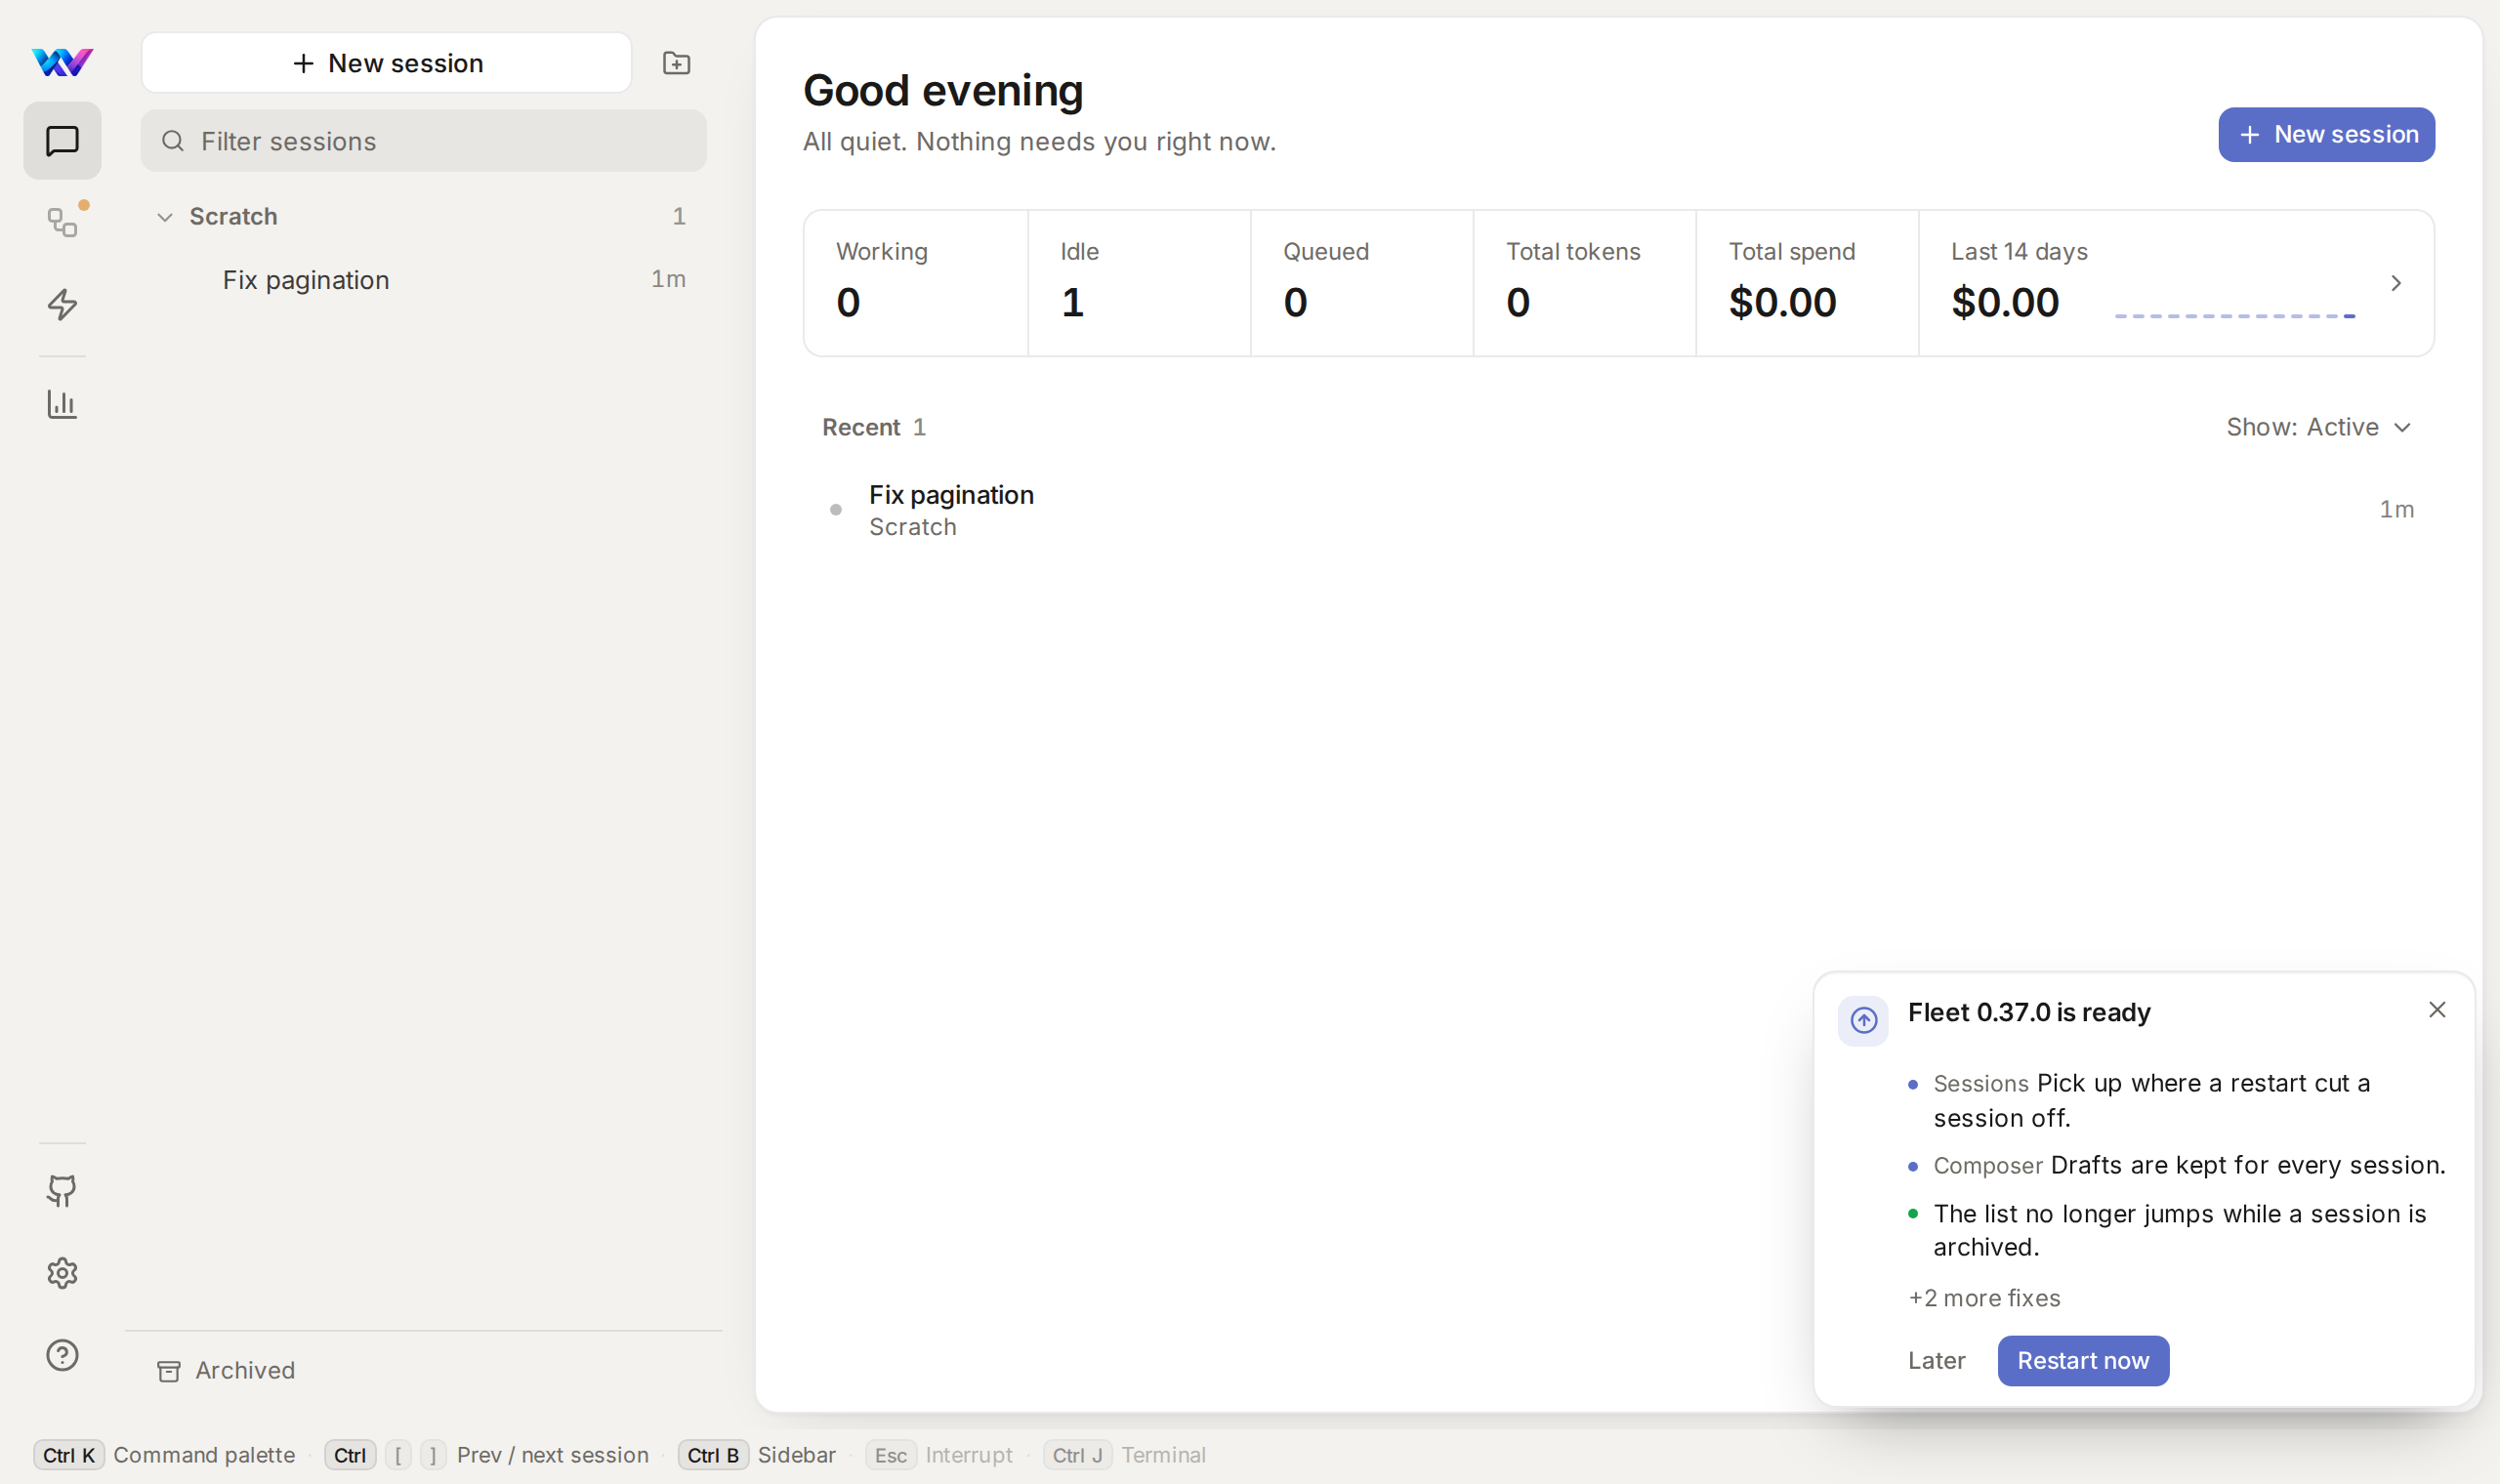 New session
Filter sessions
Scratch 1
Fix pagination 1m
Archived
Good evening
All quiet. Nothing needs you right now.
New session
Working
0
Idle
1
Queued
0
Total tokens
0
Total spend
$0.00
Last 14 days
$0.00
Recent 1
Show: Active
Fix pagination
Scratch
1m
Fleet 0.37.0 is ready
Sessions Pick up where a restart cut a
session off.
Composer Drafts are kept for every session.
The list no longer jumps while a session is
archived.
+2 more fixes
Later
Restart now
Ctrl K Command palette · Ctrl [ ] Prev / next session · Ctrl B Sidebar · Esc Interrupt · Ctrl J Terminal